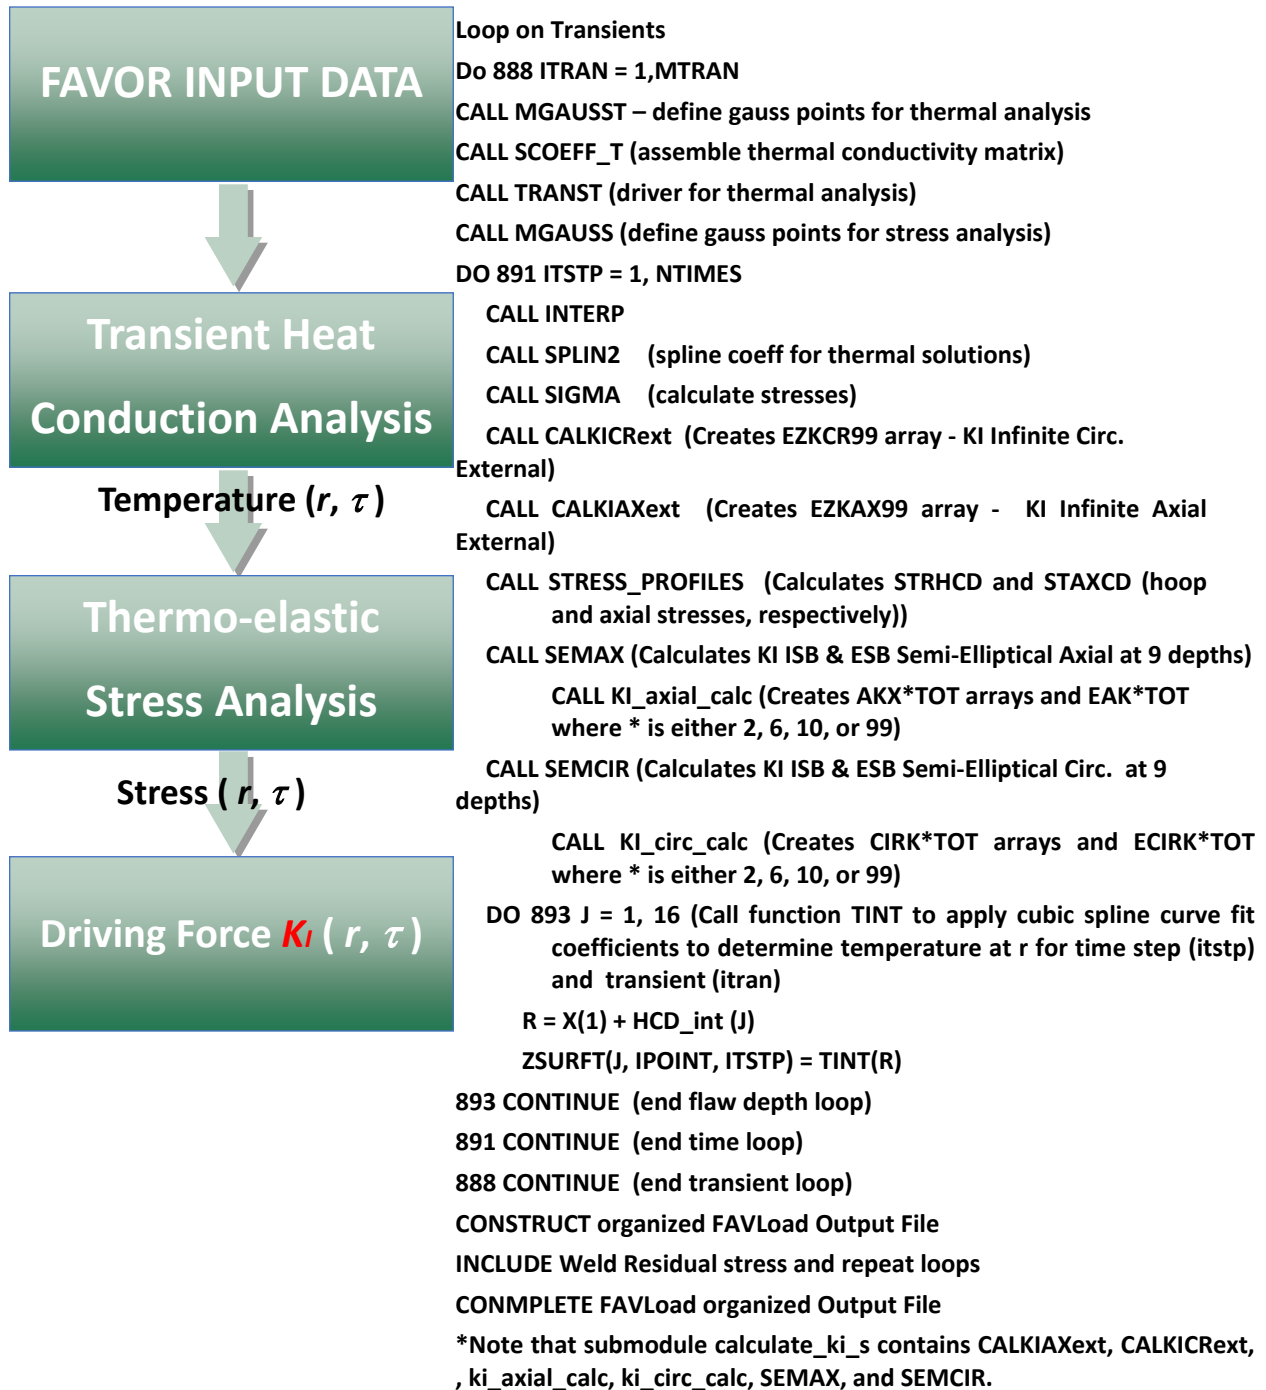 FAVOR INPUT DATA
Transient Heat
Conduction Analysis
Temperature (r, τ )
Thermo-elastic
Stress Analysis
Stress ( r, τ )
Driving Force KI ( r, τ )
Loop on Transients
Do 888 ITRAN = 1,MTRAN
CALL MGAUSST – define gauss points for thermal analysis
CALL SCOEFF_T (assemble thermal conductivity matrix)
CALL TRANST (driver for thermal analysis)
CALL MGAUSS (define gauss points for stress analysis)
DO 891 ITSTP = 1, NTIMES
CALL INTERP
CALL SPLIN2 (spline coeff for thermal solutions)
CALL SIGMA (calculate stresses)
CALL CALKICRext (Creates EZKCR99 array - KI Infinite Circ.
External)
CALL CALKIAXext (Creates EZKAX99 array - KI Infinite Axial
External)
CALL STRESS_PROFILES (Calculates STRHCD and STAXCD (hoop
and axial stresses, respectively))
CALL SEMAX (Calculates KI ISB & ESB Semi-Elliptical Axial at 9 depths)
CALL KI_axial_calc (Creates AKX*TOT arrays and EAK*TOT
where * is either 2, 6, 10, or 99)
CALL SEMCIR (Calculates KI ISB & ESB Semi-Elliptical Circ. at 9
depths)
CALL KI_circ_calc (Creates CIRK*TOT arrays and ECIRK*TOT
where * is either 2, 6, 10, or 99)
DO 893 J = 1, 16 (Call function TINT to apply cubic spline curve fit
coefficients to determine temperature at r for time step (itstp)
and transient (itran)
R = X(1) + HCD_int (J)
ZSURFT(J, IPOINT, ITSTP) = TINT(R)
893 CONTINUE (end flaw depth loop)
891 CONTINUE (end time loop)
888 CONTINUE (end transient loop)
CONSTRUCT organized FAVLoad Output File
INCLUDE Weld Residual stress and repeat loops
CONMPLETE FAVLoad organized Output File
*Note that submodule calculate_ki_s contains CALKIAXext, CALKICRext,
, ki_axial_calc, ki_circ_calc, SEMAX, and SEMCIR.